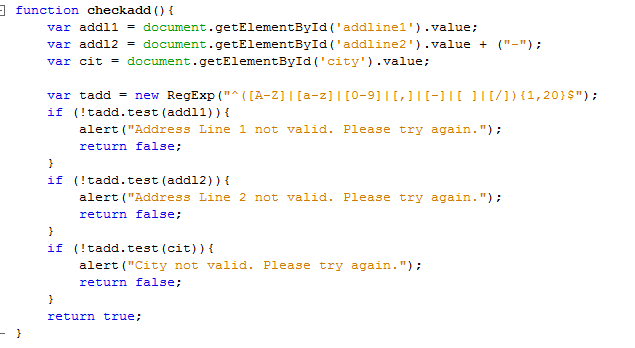 function checkadd(){
var addl1 = document.getElementById('addline1').value;
var addl2 = document.getElementById('addline2').value + ("-");
var cit = document.getElementById('city').value;
var tadd = new RegExp("^([A-Z]|[a-z]|[0-9]|[,]|[-]|[ ]|[/]){1,20}$");
if (!tadd.test(addl1)){
alert("Address Line 1 not valid. Please try again.");
return false;
}
if (!tadd.test(addl2)){
alert("Address Line 2 not valid. Please try again.");
return false;
}
if (!tadd.test(cit)){
alert("City not valid. Please try again.");
return false;
}
return true;
}